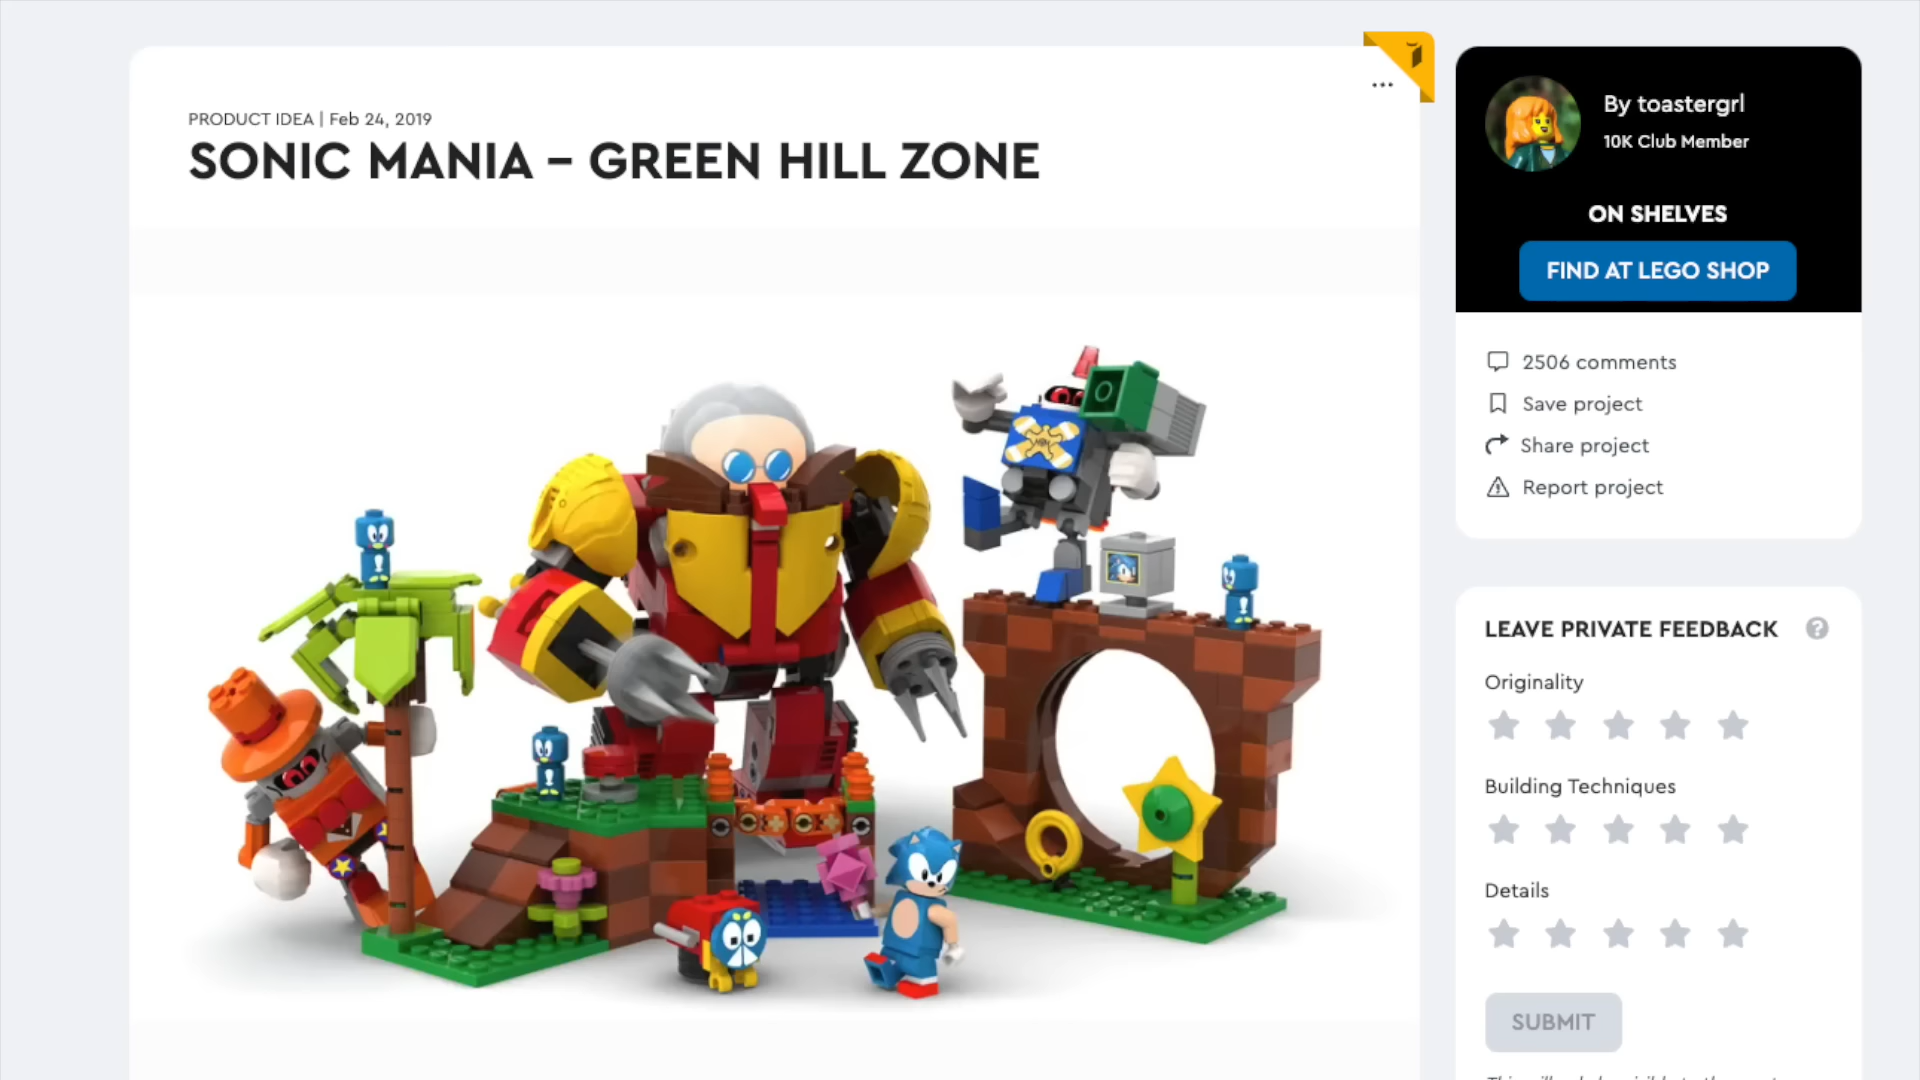 PRODUCT IDEA | Feb 24, 2019
SONIC MANIA – GREEN HILL ZONE
By toastergrl
10K Club Member
ON SHELVES
FIND AT LEGO SHOP
2506 comments
Save project
Share project
Report project
LEAVE PRIVATE FEEDBACK
Originality
Building Techniques
Details
SUBMIT